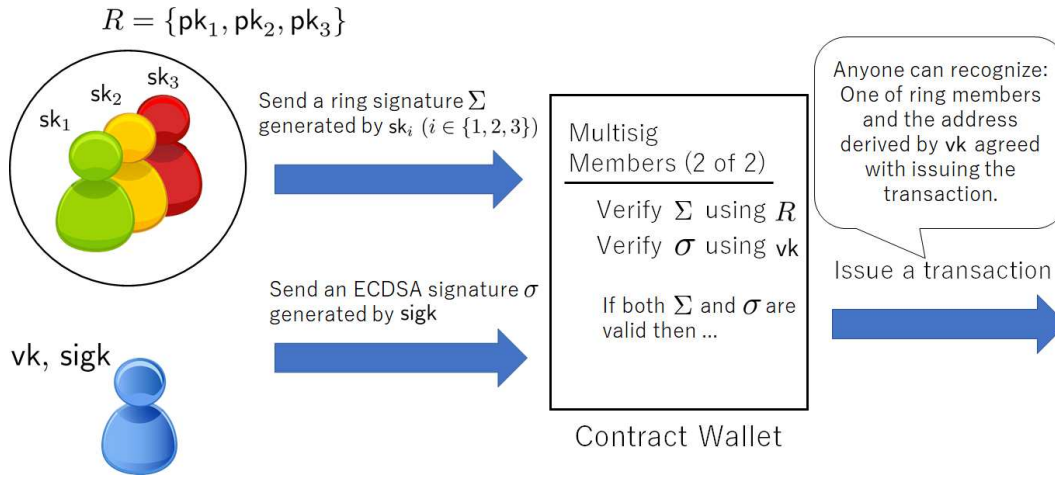 R = {pk₁, pk₂, pk₃}
sk₃
sk₂
sk₁
Send a ring signature Σ
generated by skᵢ (i ∈ {1, 2, 3})
Send an ECDSA signature σ
generated by sigk
vk, sigk
Multisig
Members (2 of 2)
Verify Σ using R
Verify σ using vk
If both Σ and σ are
valid then ...
Contract Wallet
Anyone can recognize:
One of ring members
and the address
derived by vk agreed
with issuing the
transaction.
Issue a transaction